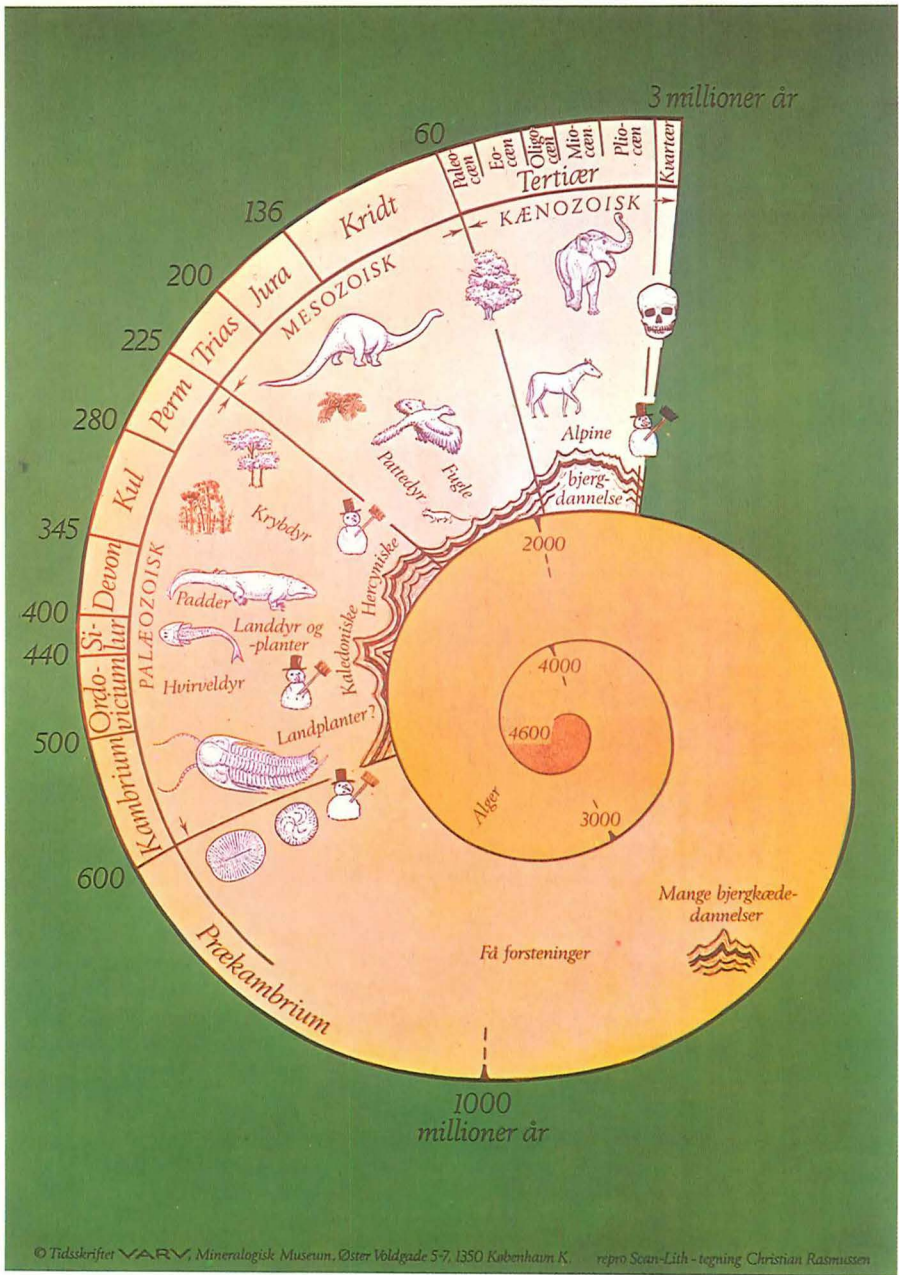 3 millioner år
60
Paleo-
cæn
Eo-
cæn
Oligo-
cæn
Mio-
cæn
Plio-
cæn
Kvartær
Tertiær
KÆNOZOISK
136
Kridt
200
Jura
MESOZOISK
225
Trias
280
Perm
Kul
345
Devon
400
Si-
lur
440
PALÆOZOISK
Ordo-
vicium
500
Kambrium
600
Prækambrium
Alpine
bjerg-
dannelse
Fugle
Pattedyr
Krybdyr
Hercyniske
Padder
Landdyr og
-planter
Kaledoniske
Hvirveldyr
Landplanter?
2000
4000
4600
Alger
3000
Mange bjergkæde-
dannelser
Få forsteninger
1000
millioner år
© Tidsskriftet VARV, Mineralogisk Museum, Øster Voldgade 5-7, 1350 København K. repro Scan-Lith - tegning Christian Rasmussen